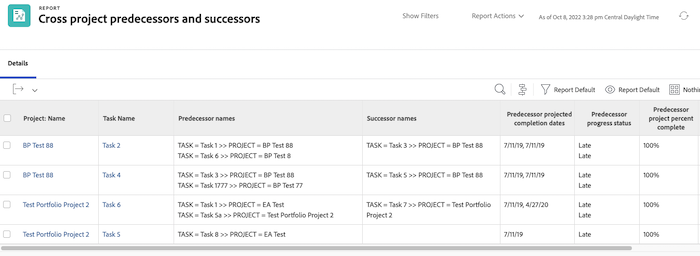 REPORT
Cross project predecessors and successors
Show Filters
Report Actions
As of Oct 8, 2022 3:28 pm Central Daylight Time
Details
Report Default
Report Default
Nothi
Project: Name
Task Name
Predecessor names
Successor names
Predecessor projected
completion dates
Predecessor
progress status
Predecessor
project percent
complete
BP Test 88
Task 2
TASK = Task 1 >> PROJECT = BP Test 88
TASK = Task 6 >> PROJECT = BP Test 8
TASK = Task 3 >> PROJECT = BP Test 88
7/11/19, 7/11/19
Late
Late
100%
BP Test 88
Task 4
TASK = Task 3 >> PROJECT = BP Test 88
TASK = Task 1777 >> PROJECT = BP Test 77
TASK = Task 5 >> PROJECT = BP Test 88
7/11/19, 7/11/19
Late
Late
100%
Test Portfolio Project 2
Task 6
TASK = Task 1 >> PROJECT = EA Test
TASK = Task 5a >> PROJECT = Test Portfolio Project 2
TASK = Task 7 >> PROJECT = Test Portfolio
Project 2
7/11/19, 4/27/20
Late
Late
100%
Test Portfolio Project 2
Task 5
TASK = Task 8 >> PROJECT = EA Test
7/11/19
Late
100%